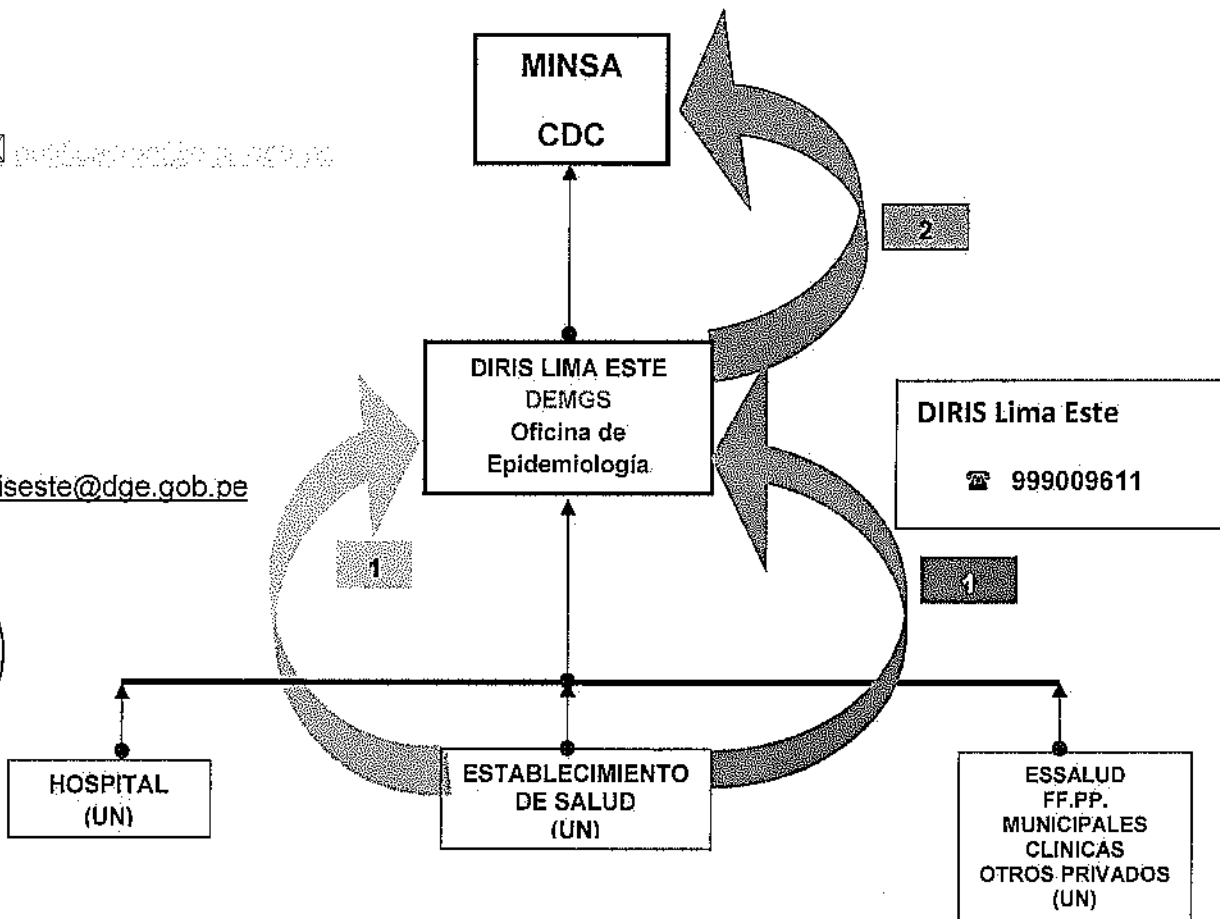 MINSA
CDC
2
DIRIS LIMA ESTE
DEMGS
Oficina de
Epidemiología
DIRIS Lima Este
☎ 999009611
iseste@dge.gob.pe
1
1
HOSPITAL
(UN)
ESTABLECIMIENTO
DE SALUD
(UN)
ESSALUD
FF.PP.
MUNICIPALES
CLINICAS
OTROS PRIVADOS
(UN)